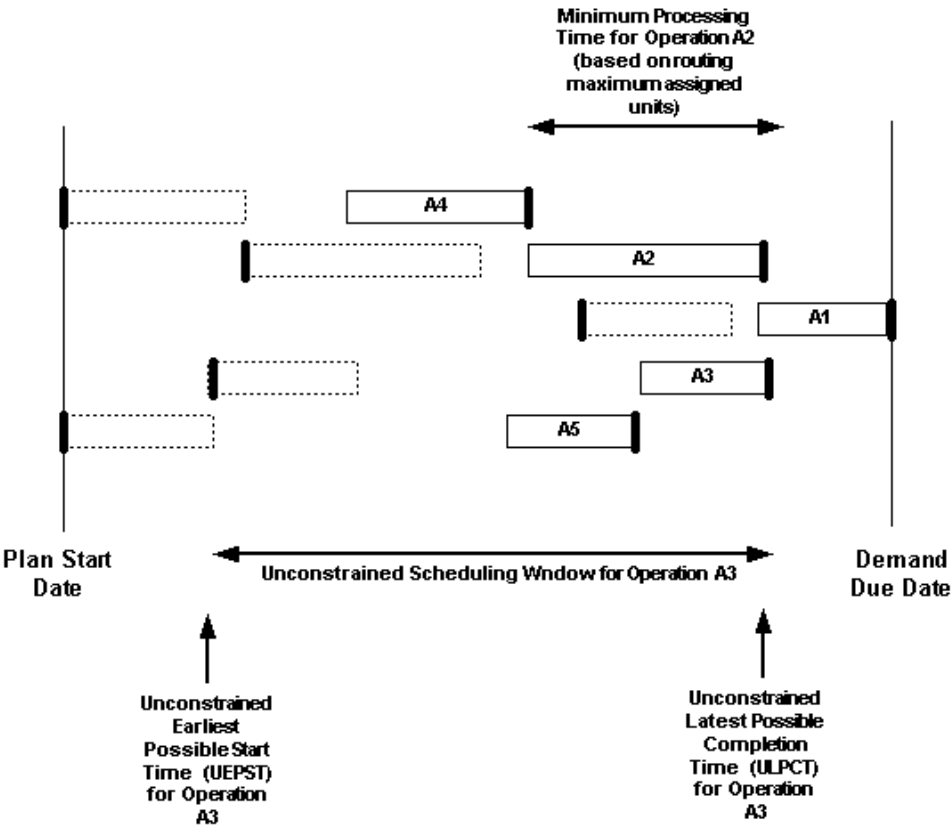 Minimum Processing
Time for Operation A2
(based on routing
maximum assigned
units)
A4
A2
A1
A3
A5
Plan Start
Date
Unconstrained Scheduling Wndow for Operation A3
Demand
Due Date
Unconstrained
Earliest
Possible Start
Time (UEPST)
for Operation
A3
Unconstrained
Latest Possible
Completion
Time (ULPCT)
for Operation
A3